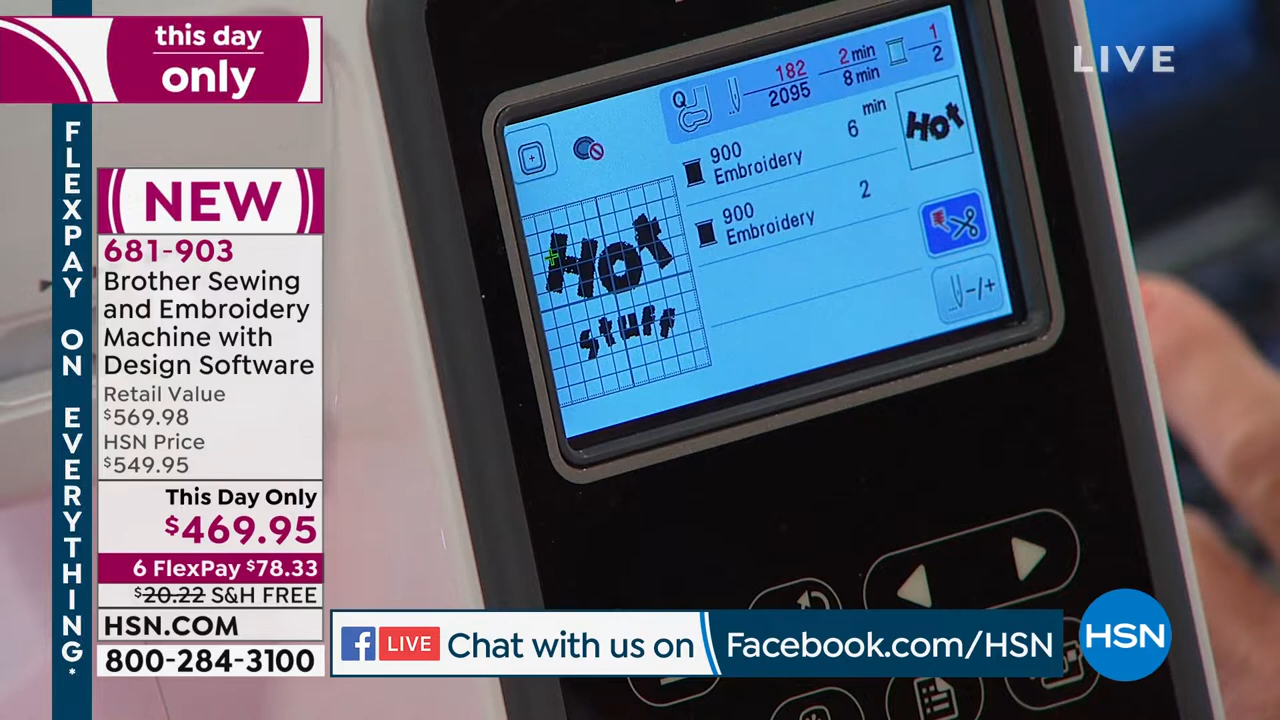 this day
only
LIVE
FLEXPAY ON EVERYTHING*
NEW
681-903
Brother Sewing
and Embroidery
Machine with
Design Software
Retail Value
$569.98
HSN Price
$549.95
This Day Only
$469.95
6 FlexPay $78.33
$20.22 S&H FREE
HSN.COM
800-284-3100
Q
182
2095
2 min
8 min
1
2
min
900
Embroidery
6
900
Embroidery
2
Hot
Hot
stuff
-/+
LIVE
Chat with us on
Facebook.com/HSN
HSN